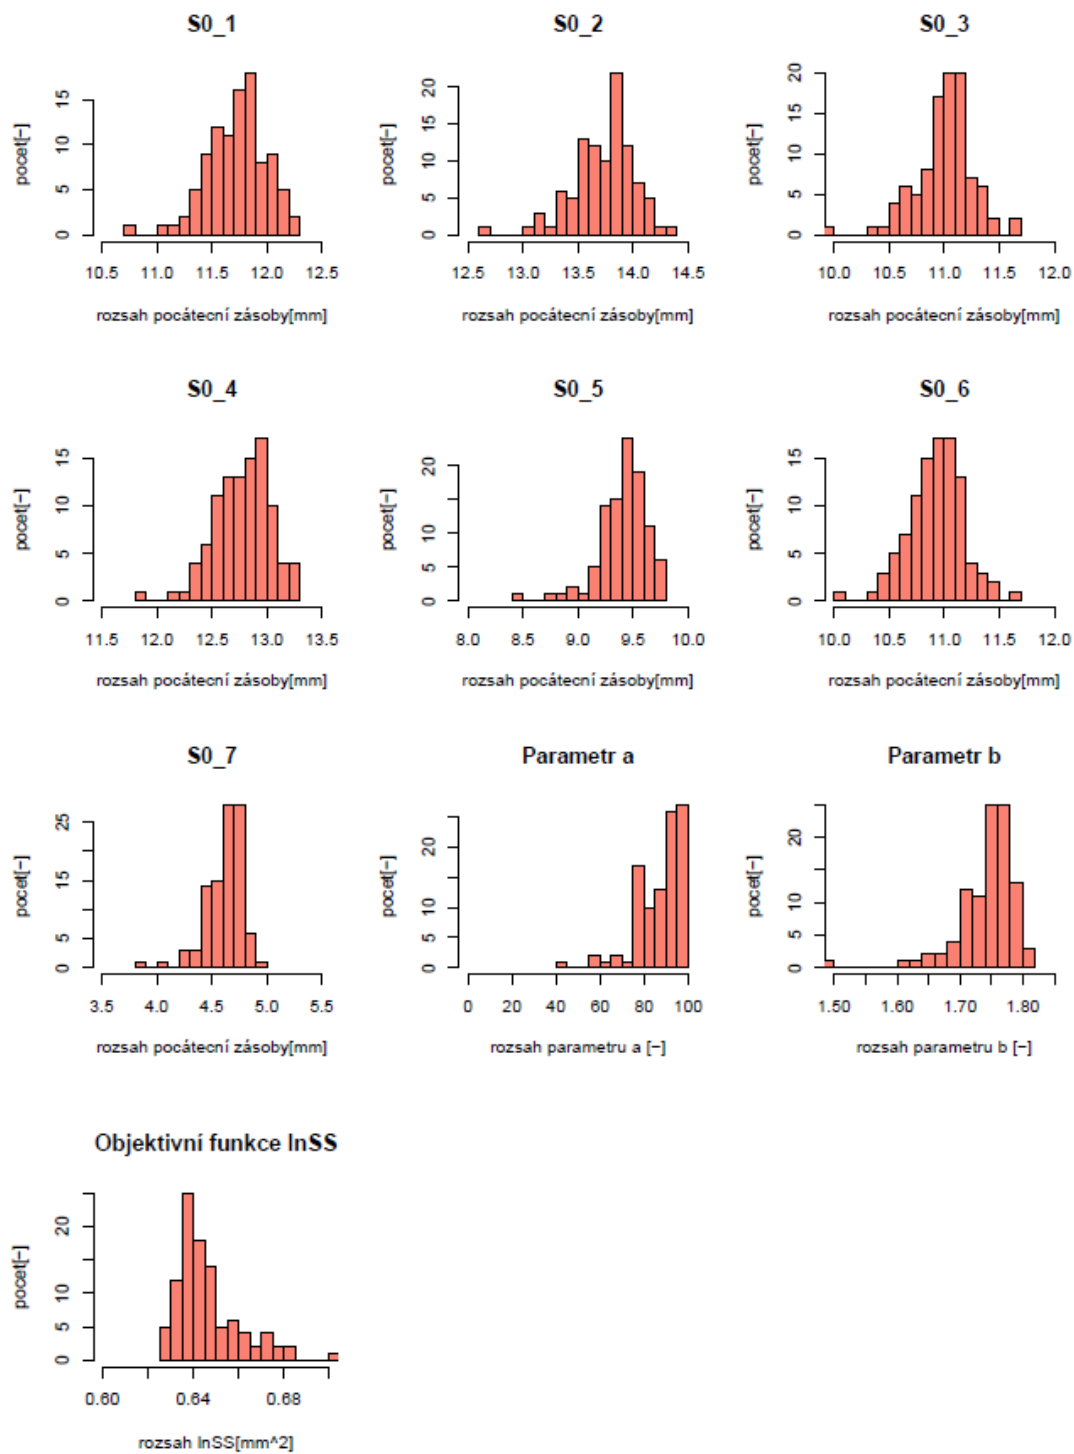 S0_1 S0_2 S0_3
pocet[−] 0 5 10 15 pocet[−] 0 5 10 15 20 pocet[−] 0 5 10 15 20
10.5 11.0 11.5 12.0 12.5 12.5 13.0 13.5 14.0 14.5 10.0 10.5 11.0 11.5 12.0
rozsah pocátecní zásoby[mm] rozsah pocátecní zásoby[mm] rozsah pocátecní zásoby[mm]
S0_4 S0_5 S0_6
pocet[−] 0 5 10 15 pocet[−] 0 5 10 20 pocet[−] 0 5 10 15
11.5 12.0 12.5 13.0 13.5 8.0 8.5 9.0 9.5 10.0 10.0 10.5 11.0 11.5 12.0
rozsah pocátecní zásoby[mm] rozsah pocátecní zásoby[mm] rozsah pocátecní zásoby[mm]
S0_7 Parametr a Parametr b
pocet[−] 0 5 15 25 pocet[−] 0 5 10 20 pocet[−] 0 5 10 20
3.5 4.0 4.5 5.0 5.5 0 20 40 60 80 100 1.50 1.60 1.70 1.80
rozsah pocátecní zásoby[mm] rozsah parametru a [−] rozsah parametru b [−]
Objektivní funkce lnSS
pocet[−] 0 5 10 20
0.60 0.64 0.68
rozsah lnSS[mm^2]